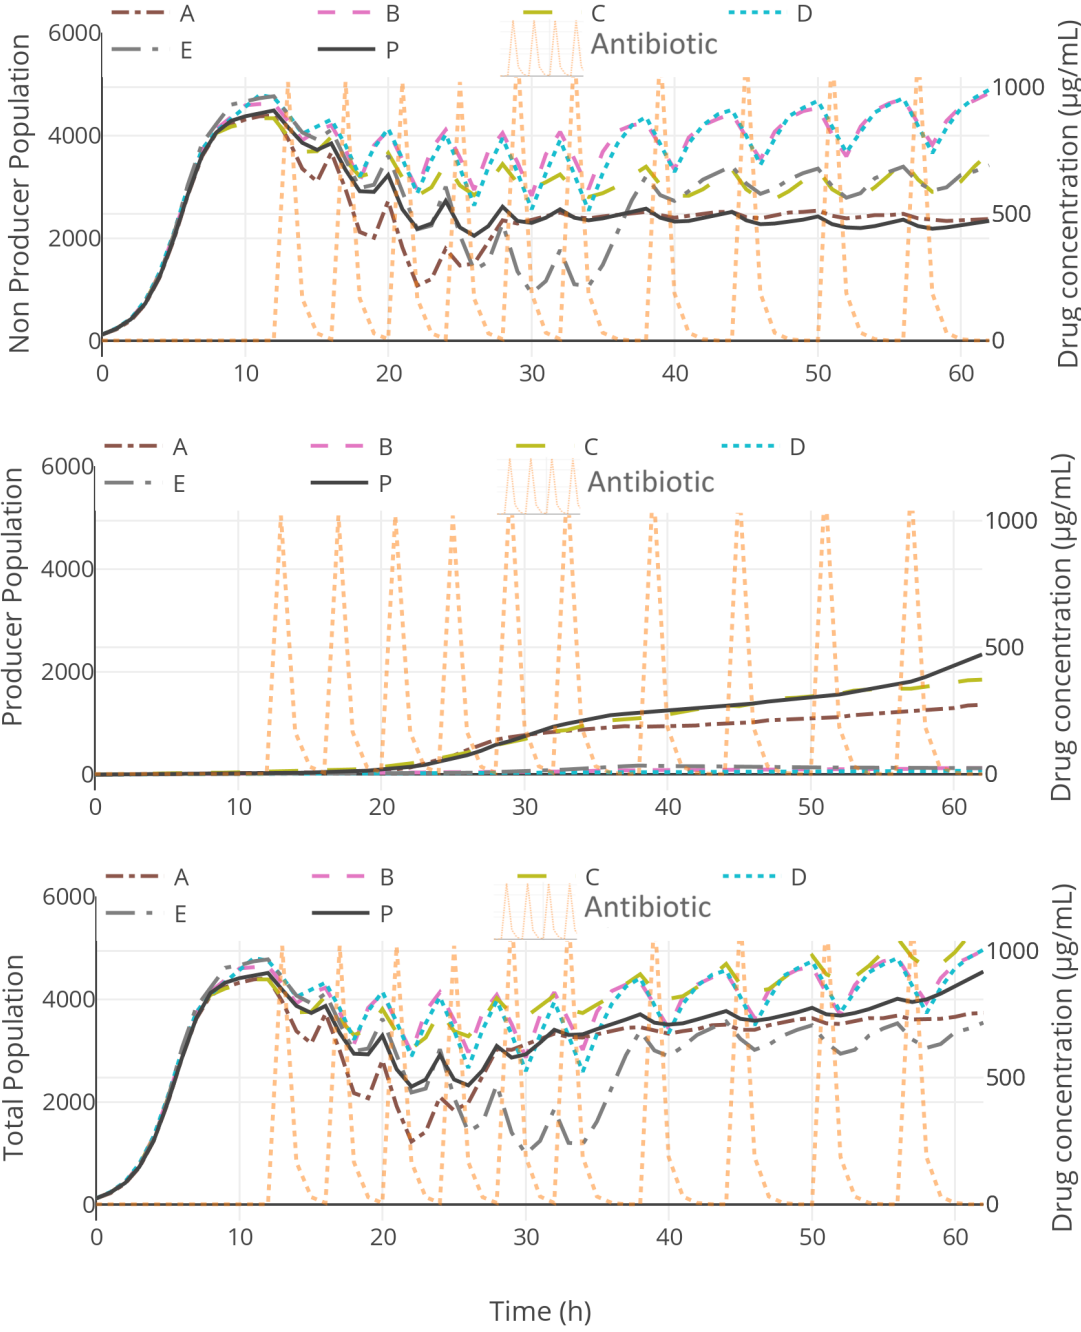 A B C D
E P Antibiotic
6000
4000
2000
0
Non Producer Population
1000
500
0
Drug concentration (µg/mL)
0 10 20 30 40 50 60
A B C D
E P Antibiotic
6000
4000
2000
0
Producer Population
1000
500
0
Drug concentration (µg/mL)
0 10 20 30 40 50 60
A B C D
E P Antibiotic
6000
4000
2000
0
Total Population
1000
500
0
Drug concentration (µg/mL)
0 10 20 30 40 50 60
Time (h)